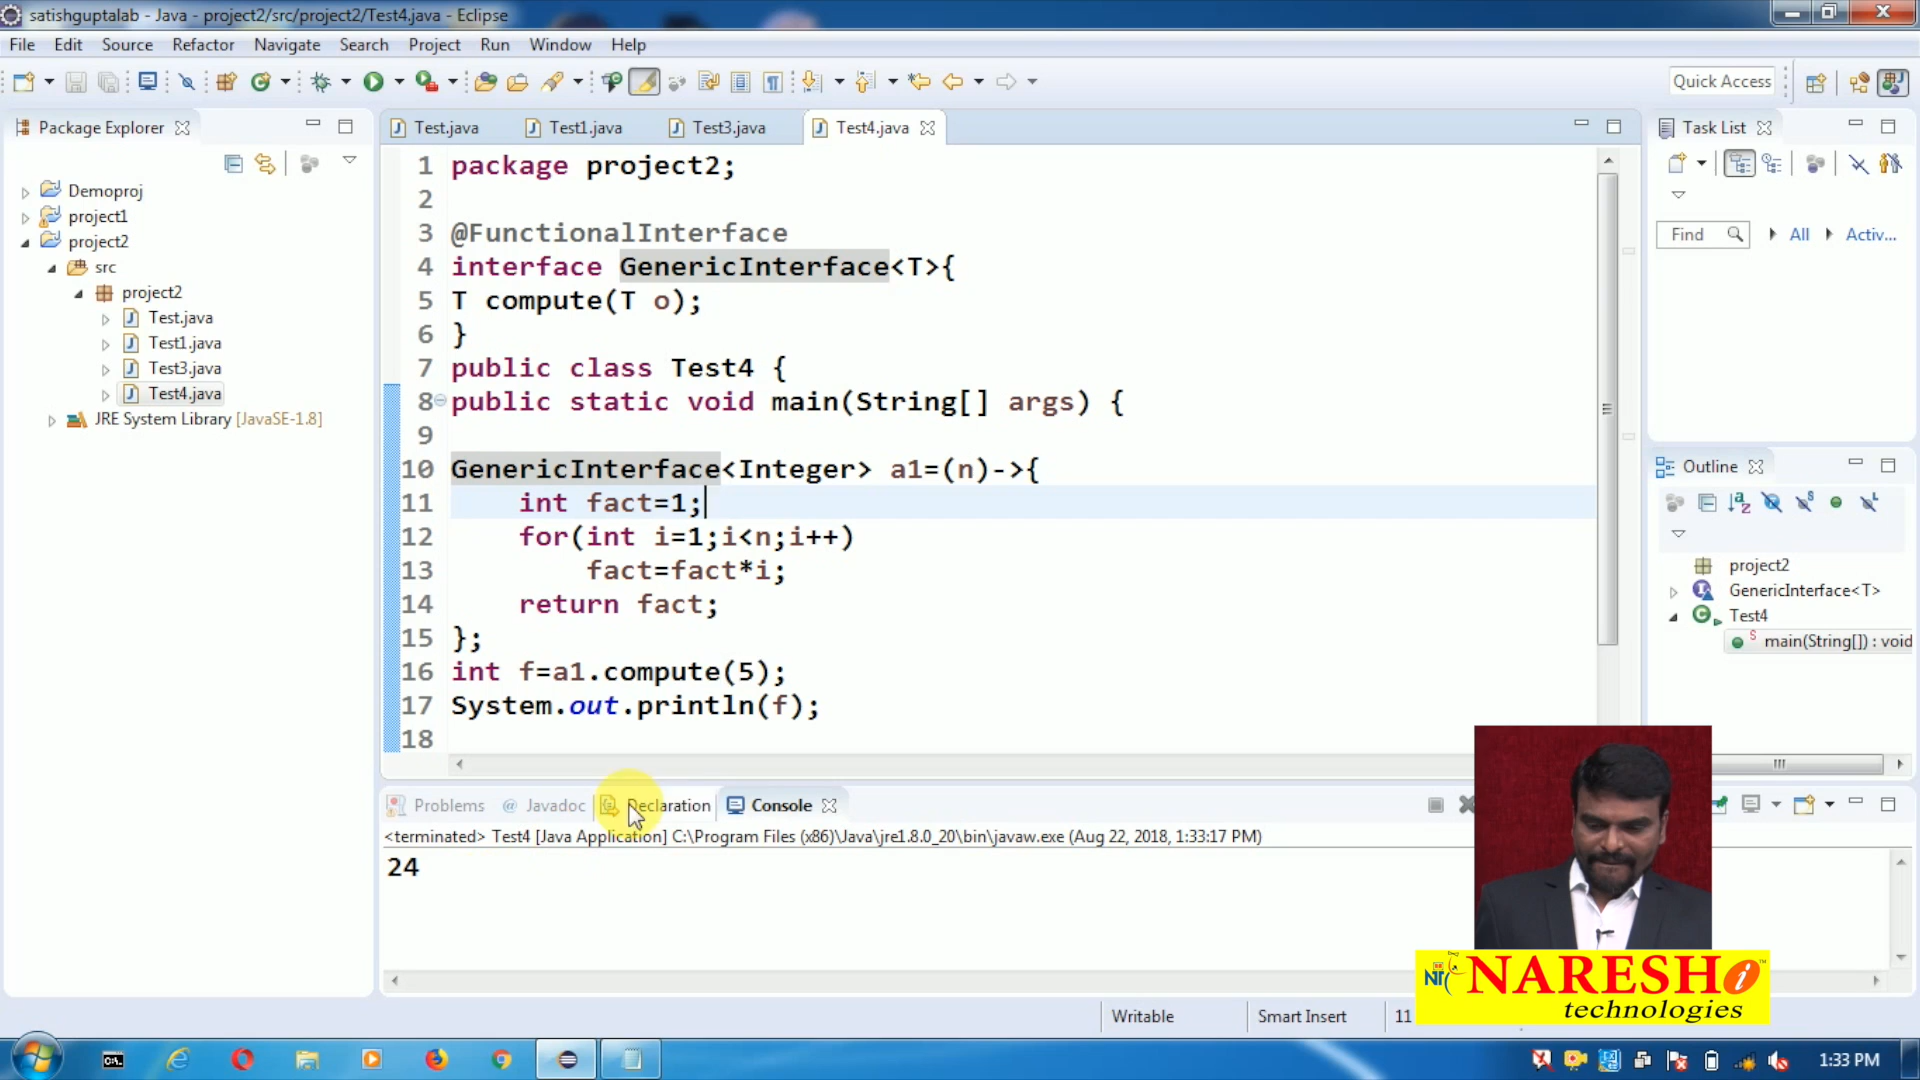 satishguptalab - Java - project2/src/project2/Test4.java - Eclipse
File Edit Source Refactor Navigate Search Project Run Window Help
Quick Access
Package Explorer
Test.java Test1.java Test3.java Test4.java
Task List
Demoproj
project1
project2
src
project2
Test.java
Test1.java
Test3.java
Test4.java
JRE System Library [JavaSE-1.8]
1 package project2;
2
3 @FunctionalInterface
4 interface GenericInterface<T>{
5 T compute(T o);
6 }
7 public class Test4 {
8 public static void main(String[] args) {
9
10 GenericInterface<Integer> a1=(n)->{
11 int fact=1;
12 for(int i=1;i<n;i++)
13 fact=fact*i;
14 return fact;
15 };
16 int f=a1.compute(5);
17 System.out.println(f);
18
Find All Activ...
Outline
project2
GenericInterface<T>
Test4
main(String[]) : void
Problems @ Javadoc Declaration Console
<terminated> Test4 [Java Application] C:\Program Files (x86)\Java\jre1.8.0_20\bin\javaw.exe (Aug 22, 2018, 1:33:17 PM)
24
NARESH i
technologies
Writable Smart Insert 11
1:33 PM